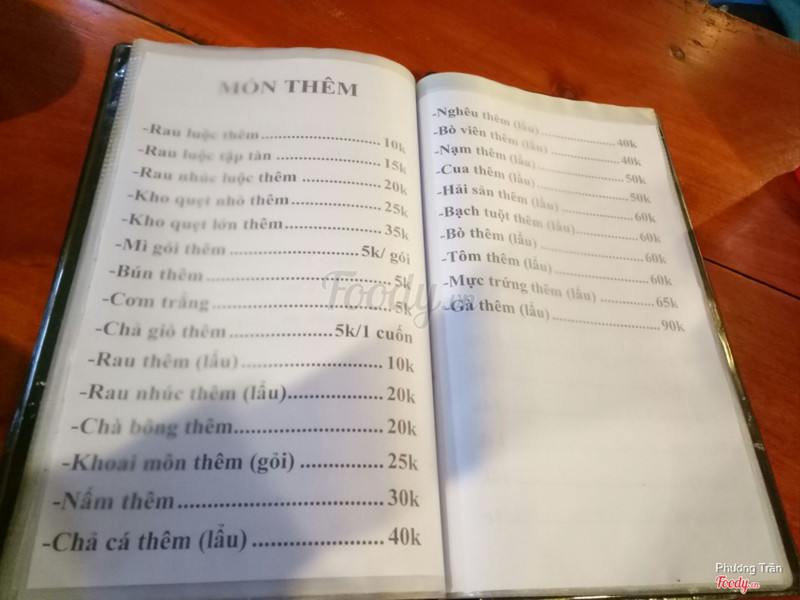 MÓN THÊM
-Rau luộc thêm.....10k
-Rau luộc tập tàn.....15k
-Rau nhúc luộc thêm.....20k
-Kho quẹt nhỏ thêm.....25k
-Kho quẹt lớn thêm.....35k
-Mì gói thêm.....5k/ gói
-Bún thêm.....5k
-Cơm trắng.....5k
-Chả giò thêm.....5k/1 cuốn
-Rau thêm (lẩu).....10k
-Rau nhúc thêm (lẩu).....20k
-Chà bông thêm.....20k
-Khoai môn thêm (gỏi).....25k
-Nấm thêm.....30k
-Chả cá thêm (lẩu).....40k
-Nghêu thêm (lẩu).....40k
-Bò viên thêm (lẩu).....40k
-Nạm thêm (lẩu).....50k
-Cua thêm (lẩu).....50k
-Hải sản thêm (lẩu).....60k
-Bạch tuột thêm (lẩu).....60k
-Bò thêm (lẩu).....60k
-Tôm thêm (lẩu).....60k
-Mực trứng thêm (lẩu).....65k
-Gà thêm (lẩu).....90k
Foody.vn
Phương Trần
Foody.vn